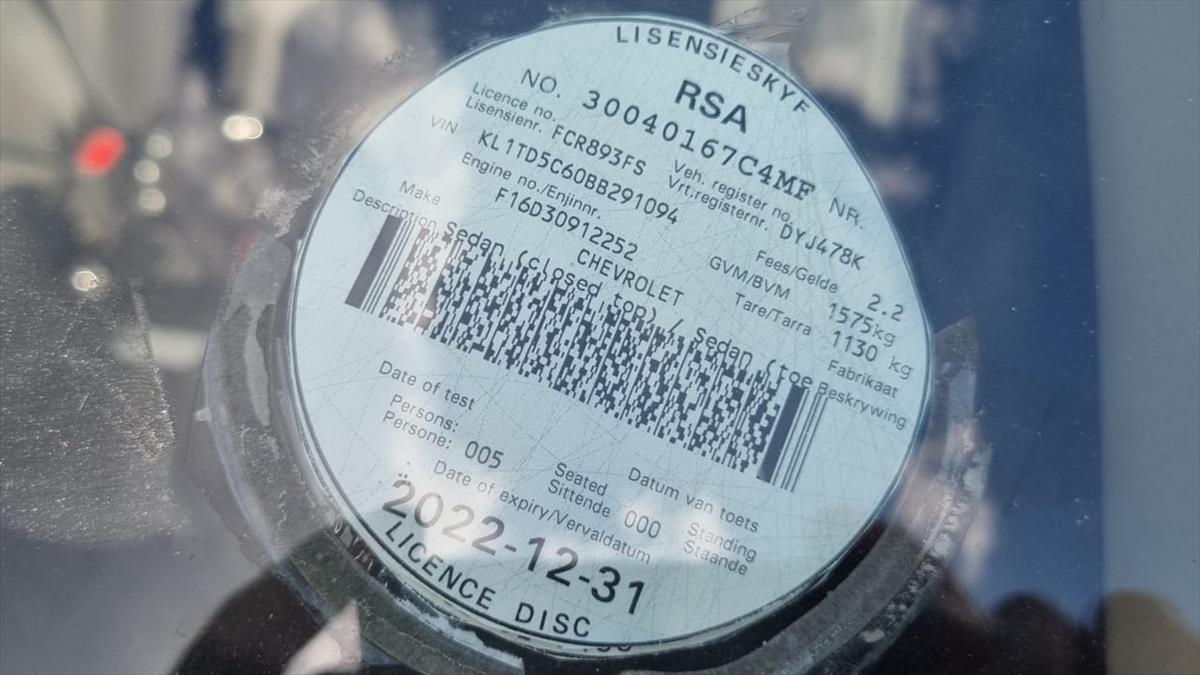 LISENSIESKYF
RSA
NO. 30040167C4MF NR.
Licence no.
Lisensienr. FCR893FS Veh. register no.
Vrt.registernr. DYJ478K
VIN KL1TD5C60BB291094 Fees/Gelde 2.2
Engine no./Enjinnr. GVM/BVM 1575kg
F16D30912252 Tare/Tarra 1130 kg
Make CHEVROLET Fabrikaat
Description Sedan (closed top) / Sedan (toe Beskrywing
Date of test Datum van toets
Persons:
Persone: 005 Seated
Sittende 000 Standing
Staande
Date of expiry/Vervaldatum
2022-12-31
LICENCE DISC